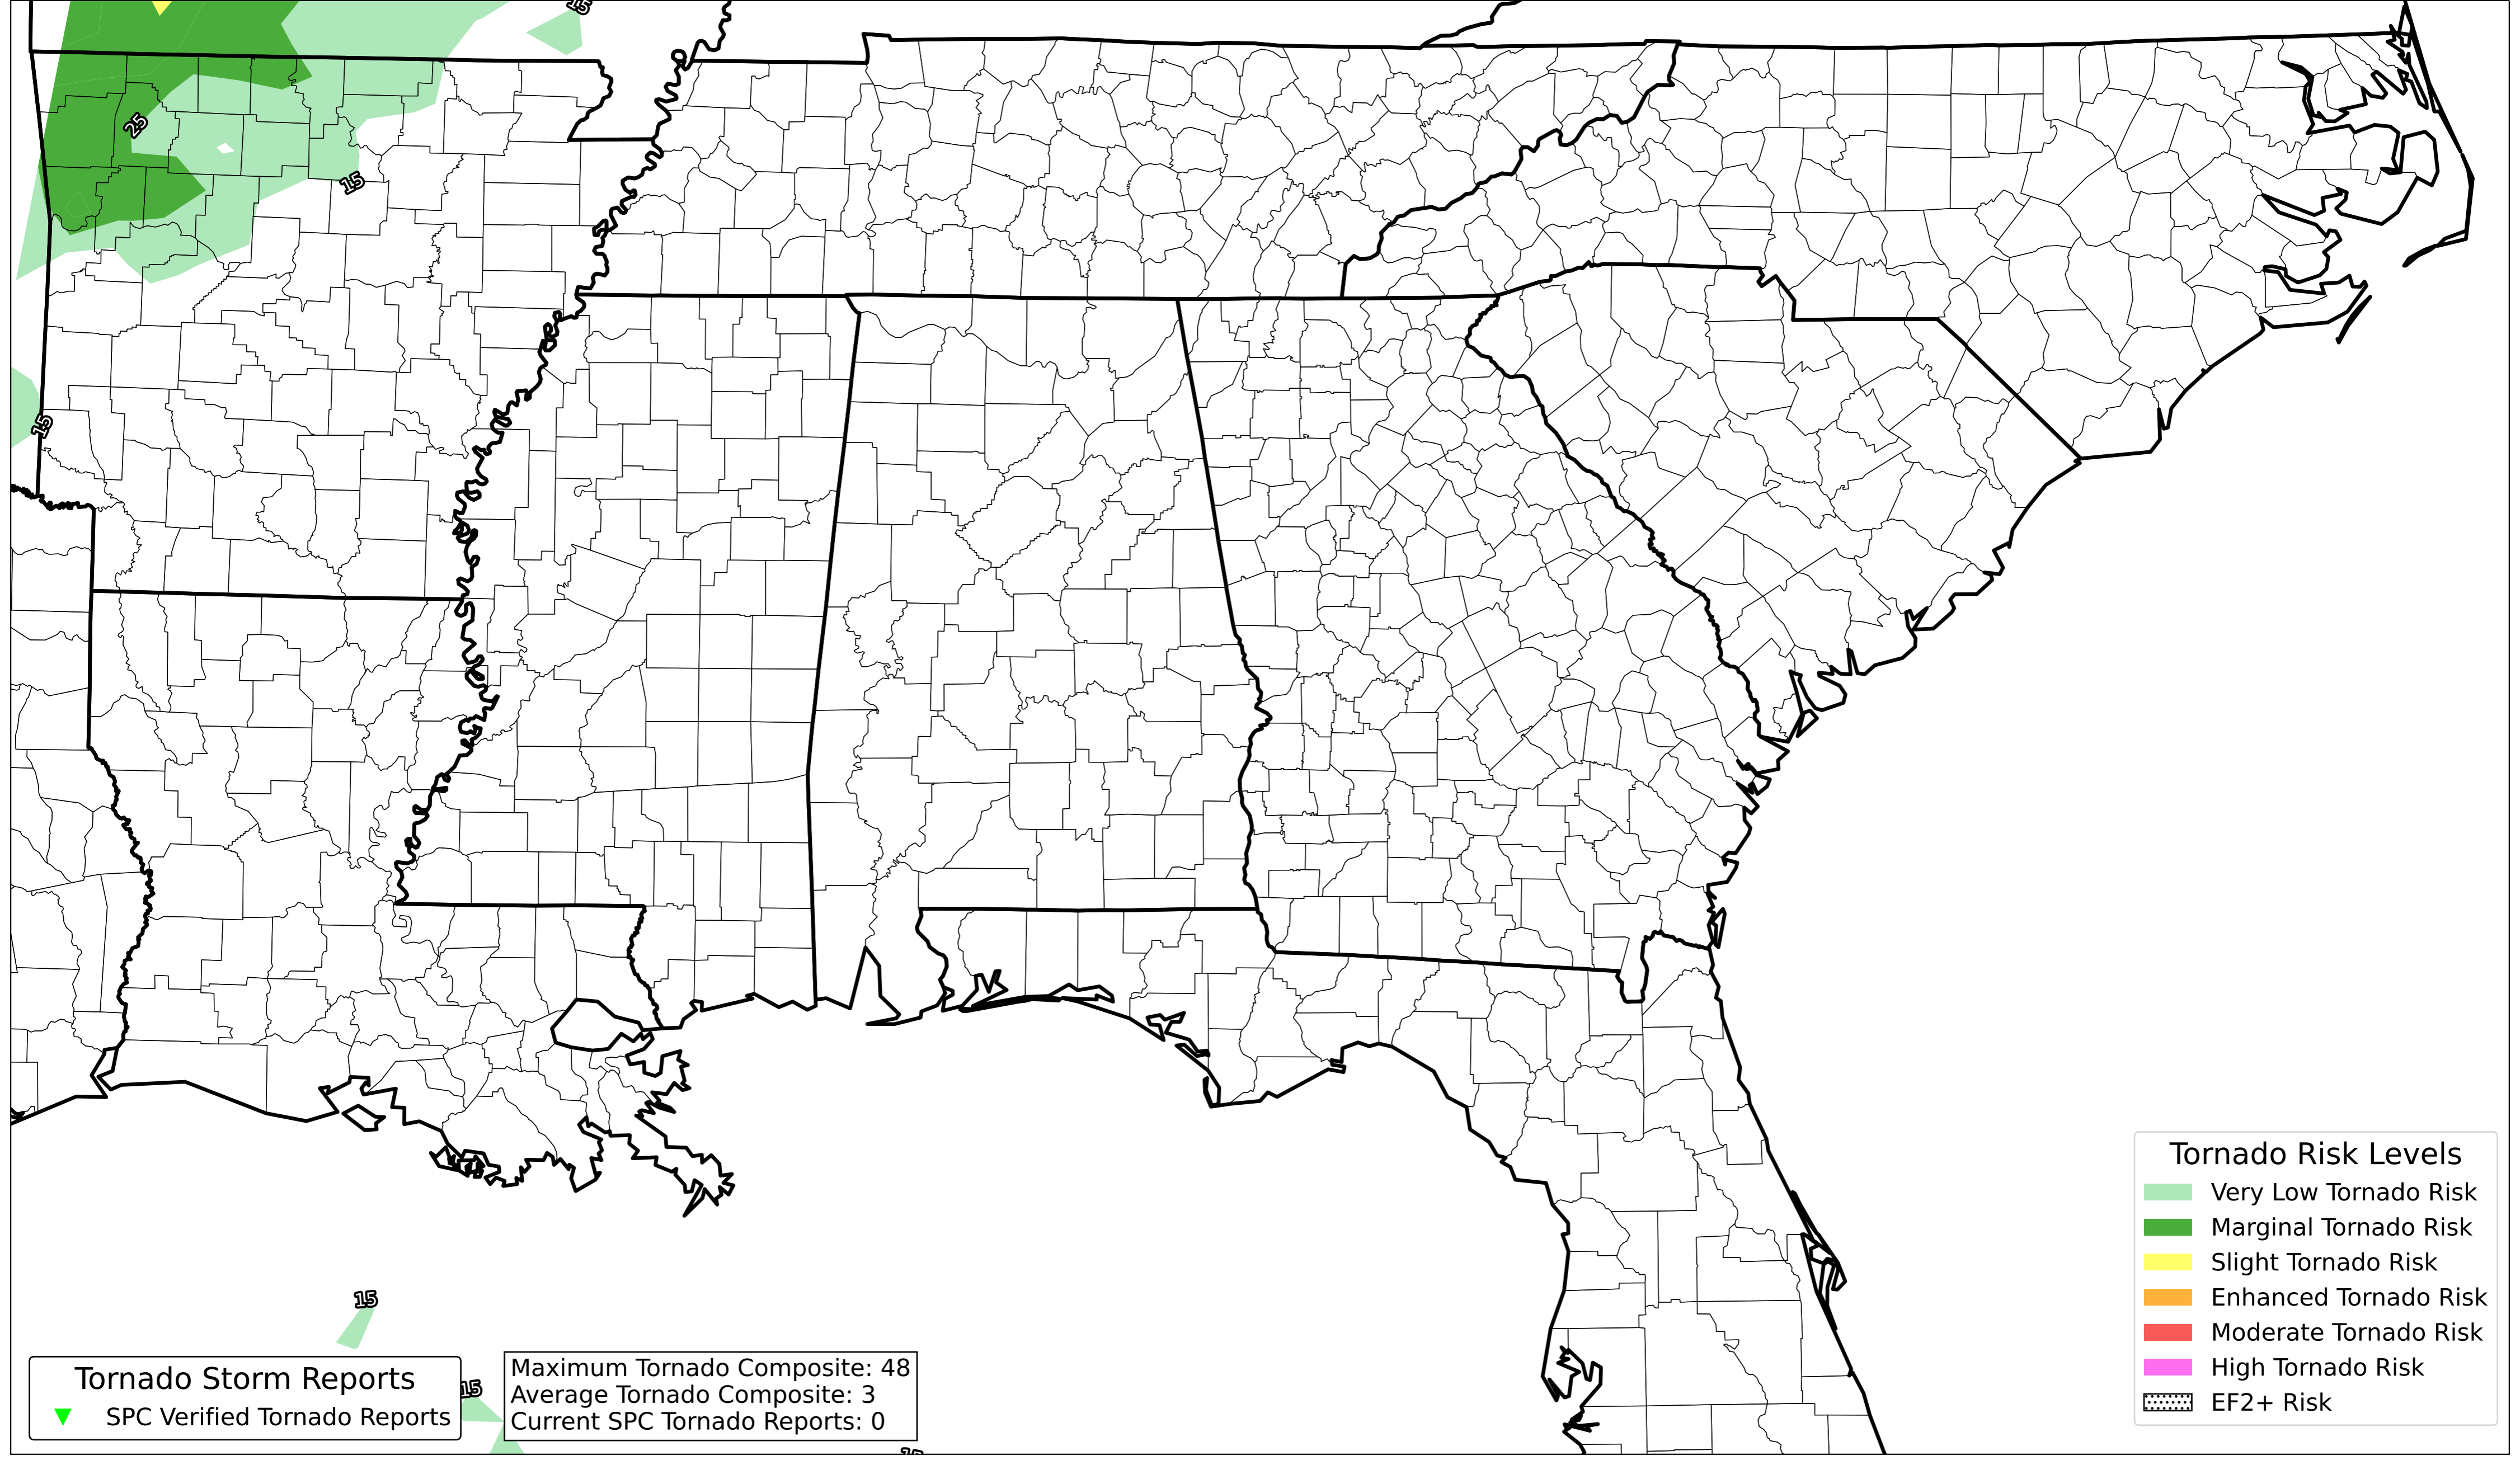 15
25
15
15
15
15
Tornado Risk Levels
Very Low Tornado Risk
Marginal Tornado Risk
Slight Tornado Risk
Enhanced Tornado Risk
Moderate Tornado Risk
High Tornado Risk
EF2+ Risk
Tornado Storm Reports
SPC Verified Tornado Reports
Maximum Tornado Composite: 48
Average Tornado Composite: 3
Current SPC Tornado Reports: 0